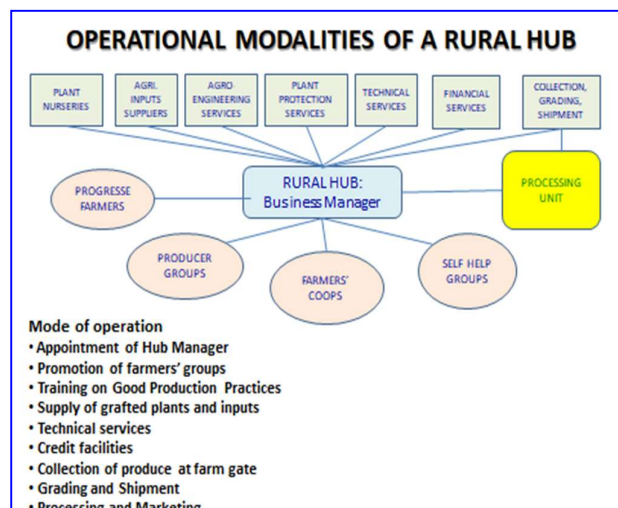 OPERATIONAL MODALITIES OF A RURAL HUB
PLANT
NURSERIES
AGRI.
INPUTS
SUPPLIERS
AGRO
ENGINEERING
SERVICES
PLANT
PROTECTION
SERVICES
TECHNICAL
SERVICES
FINANCIAL
SERVICES
COLLECTION,
GRADING,
SHIPMENT
RURAL HUB:
Business Manager
PROCESSING
UNIT
PROGRESSE
FARMERS
PRODUCER
GROUPS
FARMERS'
COOPS
SELF HELP
GROUPS
Mode of operation
• Appointment of Hub Manager
• Promotion of farmers' groups
• Training on Good Production Practices
• Supply of grafted plants and inputs
• Technical services
• Credit facilities
• Collection of produce at farm gate
• Grading and Shipment
• Processing and Marketing